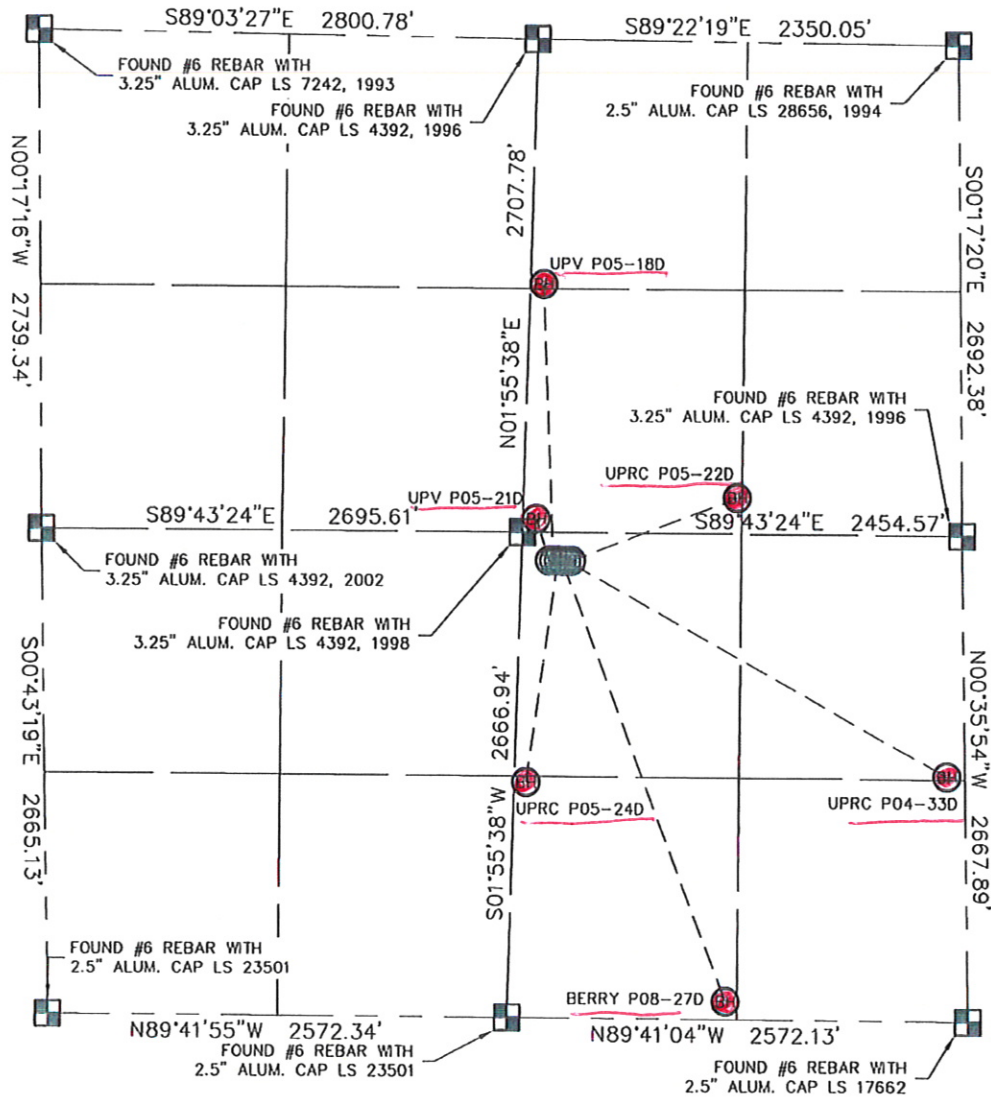 S89°03'27"E 2800.78'
S89°22'19"E 2350.05'
FOUND #6 REBAR WITH
3.25" ALUM. CAP LS 7242, 1993
FOUND #6 REBAR WITH
3.25" ALUM. CAP LS 4392, 1996
FOUND #6 REBAR WITH
2.5" ALUM. CAP LS 28656, 1994
N00°17'16"W 2739.34'
2707.78'
N01°55'38"E
S00°17'20"E 2692.38'
UPV P05-18D
BH
FOUND #6 REBAR WITH
3.25" ALUM. CAP LS 4392, 1996
UPRC P05-22D
BH
UPV P05-21D
BH
S89°43'24"E 2695.61'
S89°43'24"E 2454.57'
FOUND #6 REBAR WITH
3.25" ALUM. CAP LS 4392, 2002
FOUND #6 REBAR WITH
3.25" ALUM. CAP LS 4392, 1998
S00°43'19"E 2665.13'
2666.94'
S01°55'38"W
N00°35'54"W 2667.89'
BH
UPRC P05-24D
BH
UPRC P04-33D
FOUND #6 REBAR WITH
2.5" ALUM. CAP LS 23501
BERRY P08-27D
BH
N89°41'55"W 2572.34'
N89°41'04"W 2572.13'
FOUND #6 REBAR WITH
2.5" ALUM. CAP LS 23501
FOUND #6 REBAR WITH
2.5" ALUM. CAP LS 17662